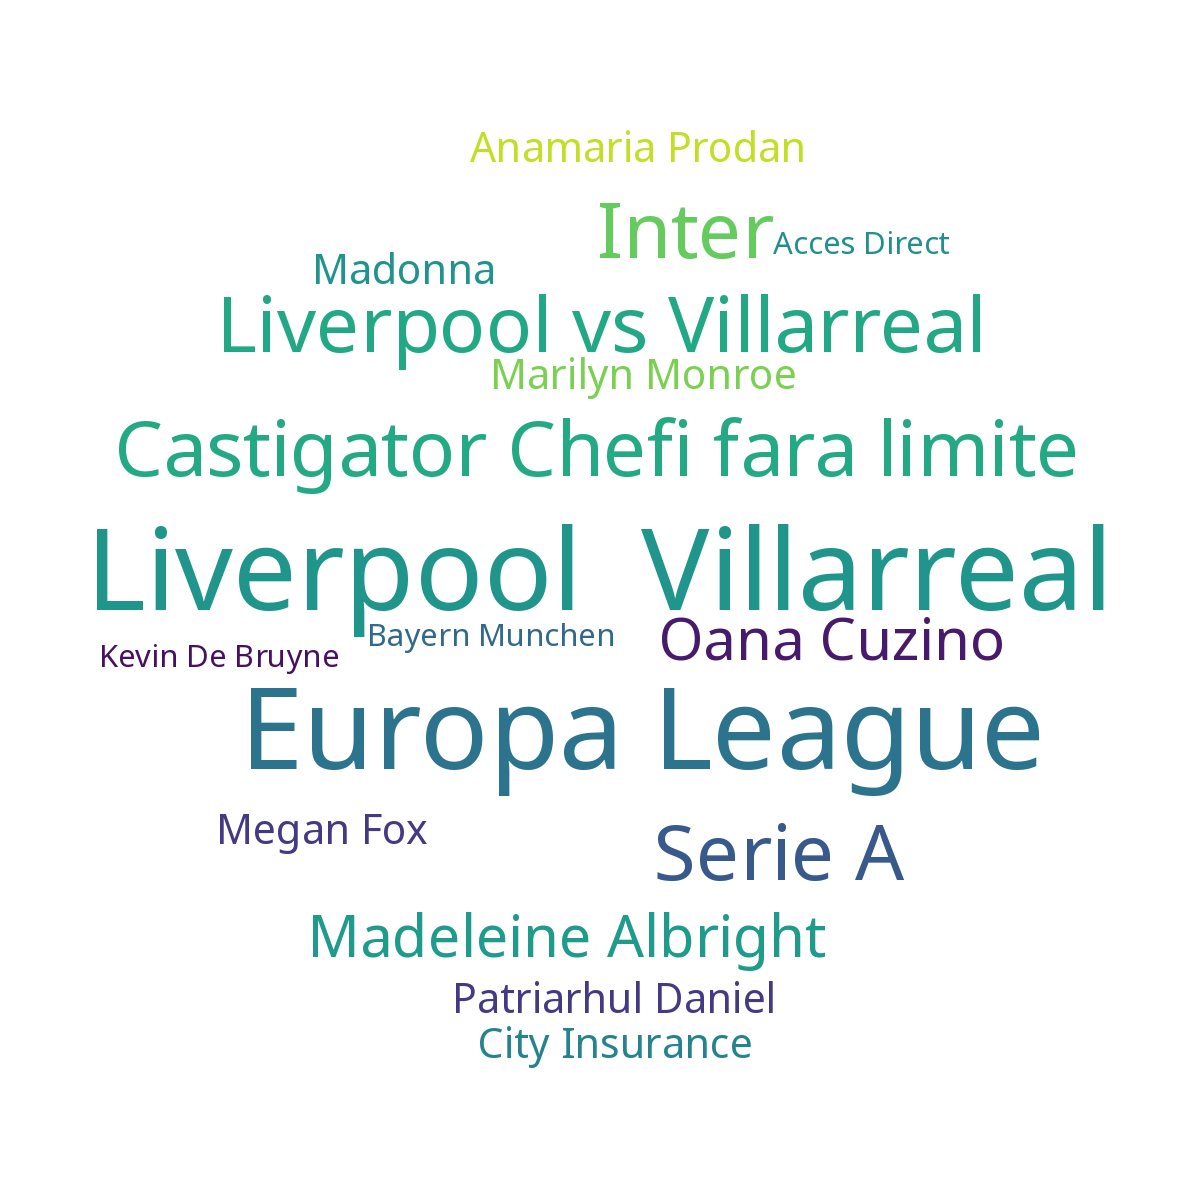 Anamaria Prodan
Inter
Acces Direct
Madonna
Liverpool vs Villarreal
Marilyn Monroe
Castigator Chefi fara limite
Liverpool Villarreal
Bayern Munchen
Oana Cuzino
Kevin De Bruyne
Europa League
Megan Fox
Serie A
Madeleine Albright
Patriarhul Daniel
City Insurance